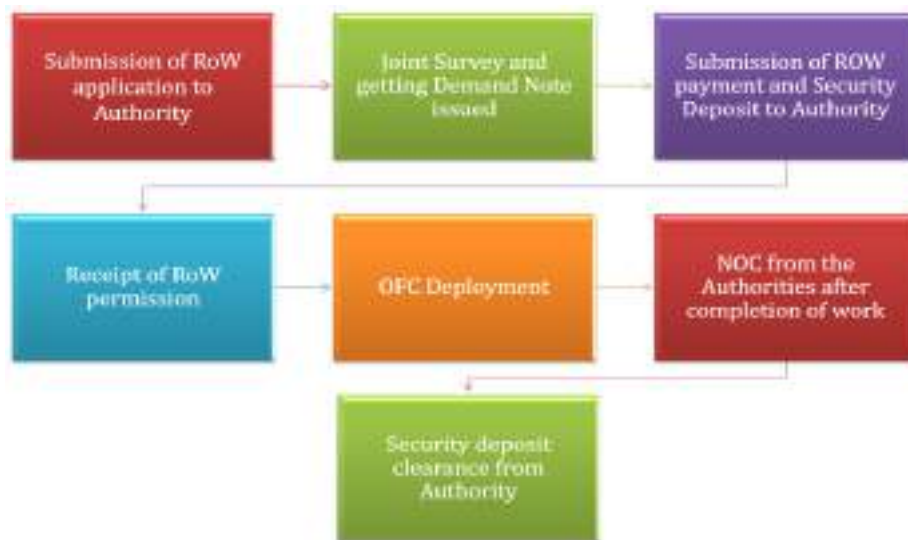 Submission of RoW
application to
Authority
Joint Survey and
getting Demand Note
issued
Submission of ROW
payment and Security
Deposit to Authority
Receipt of RoW
permission
OFC Deployment
NOC from the
Authorities after
completion of work
Security deposit
clearance from
Authority